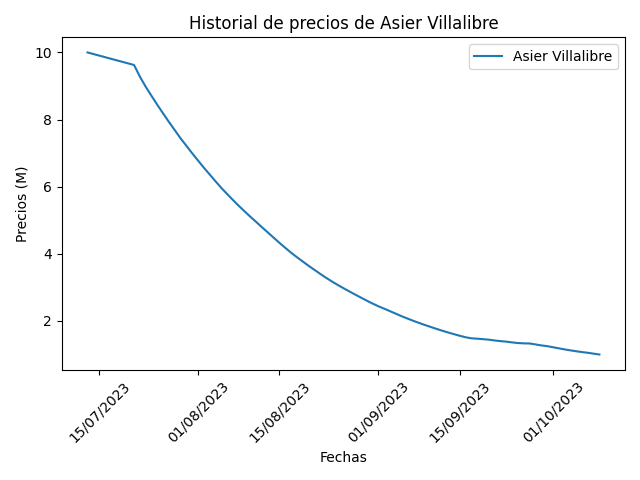 Historial de precios de Asier Villalibre
Asier Villalibre
Precios (M)
10
8
6
4
2
15/07/2023
01/08/2023
15/08/2023
01/09/2023
15/09/2023
01/10/2023
Fechas